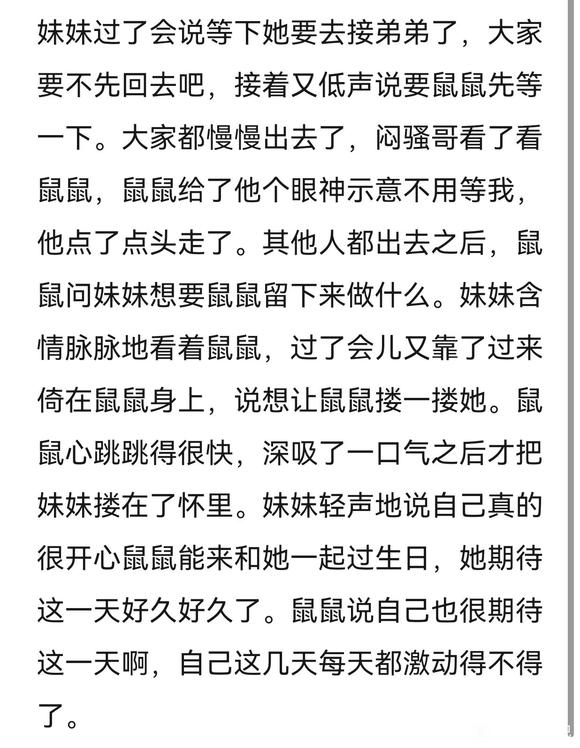 妹妹过了会说等下她要去接弟弟了，大家
要不先回去吧，接着又低声说要鼠鼠先等
一下。大家都慢慢出去了，闷骚哥看了看
鼠鼠，鼠鼠给了他个眼神示意不用等我，
他点了点头走了。其他人都出去之后，鼠
鼠问妹妹想要鼠鼠留下来做什么。妹妹含
情脉脉地看着鼠鼠，过了会儿又靠了过来
倚在鼠鼠身上，说想让鼠鼠搂一搂她。鼠
鼠心跳跳得很快，深吸了一口气之后才把
妹妹搂在了怀里。妹妹轻声地说自己真的
很开心鼠鼠能来和她一起过生日，她期待
这一天好久好久了。鼠鼠说自己也很期待
这一天啊，自己这几天每天都激动得不得
了。